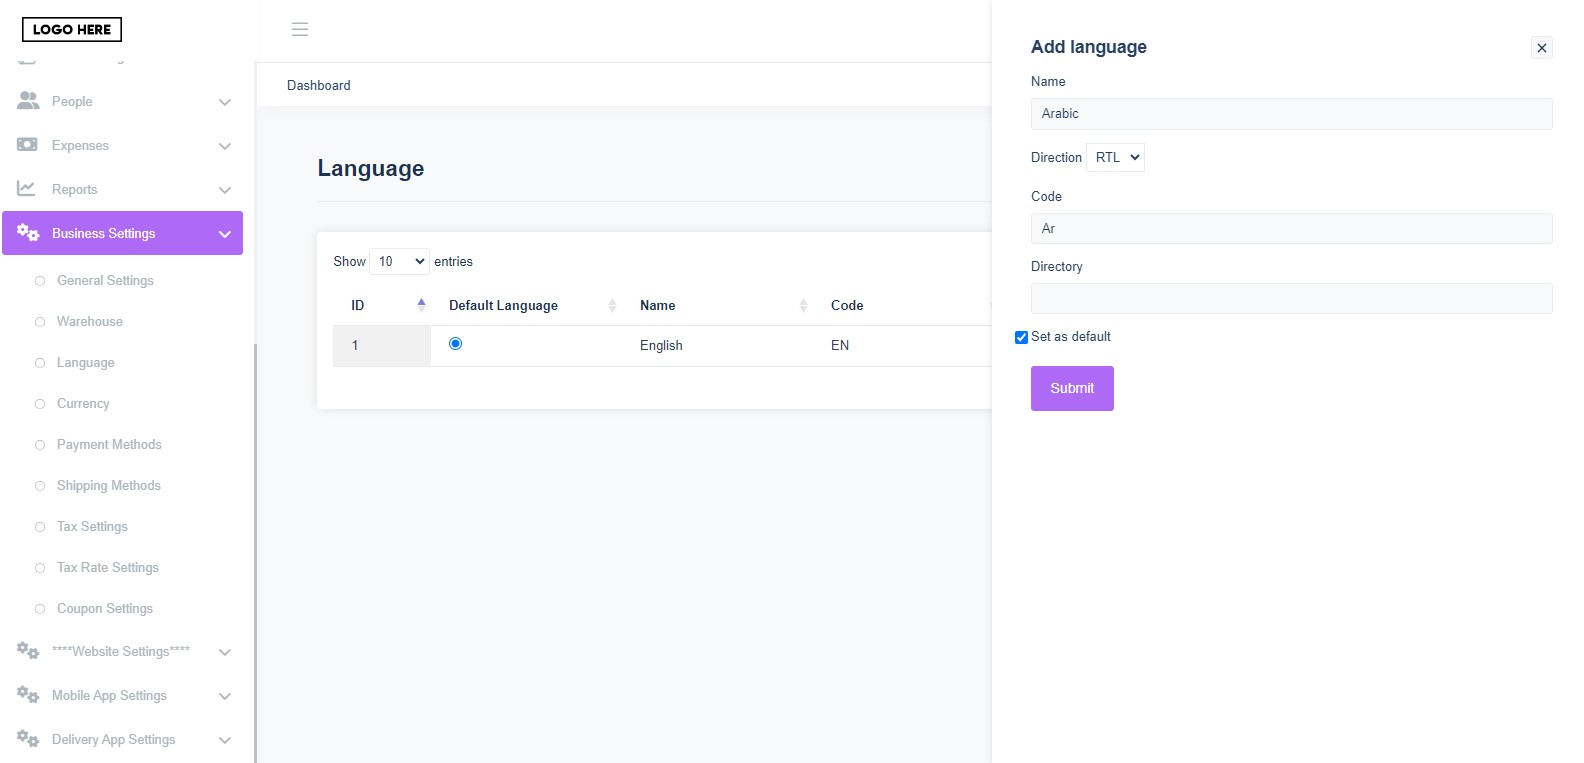 LOGO HERE
People
Expenses
Reports
Business Settings
General Settings
Warehouse
Language
Currency
Payment Methods
Shipping Methods
Tax Settings
Tax Rate Settings
Coupon Settings
****Website Settings****
Mobile App Settings
Delivery App Settings
Dashboard
Language
Show 10 entries
ID Default Language Name Code
1 English EN
Add language
Name
Arabic
Direction RTL
Code
Ar
Directory
Set as default
Submit